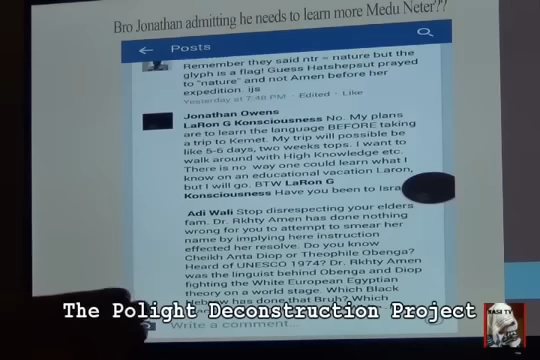 Bro Jonathan admitting he needs to learn more Medu Neter??
Posts
Remember they said ntr – nature but the
glyph is a flag! Guess Hatshepsut prayed
to "nature" and not Amen before her
expedition. ijs
Yesterday at 7:48 PM · Edited · Like
Jonathan Owens
LaRon G Konsciousness No. My plans
are to learn the language BEFORE taking
a trip to Kemet. My trip will possible be
like 5-6 days, two weeks tops. I want to
walk around with High Knowledge etc.
There is no way one could learn what I
know on an educational vacation Laron,
but I will go. BTW LaRon G
Konsciousness Have you been to
Adi Wali Stop disrespecting your elders
fam. Dr. Rkhty Amen has done nothing
wrong for you to attempt to smear her
name by implying here instruction
effected her resolve. Do you know
Cheikh Anta Diop or Theophile Obenga?
Heard of UNESCO 1974? Dr. Rkhty Amen
was the linguist behind Obenga and Diop
fighting the White European Egyptian
theory on a world stage. Which Black
has done that Bruh? Which
The Polight Deconstruction Project
Write a comment...
RASI TV